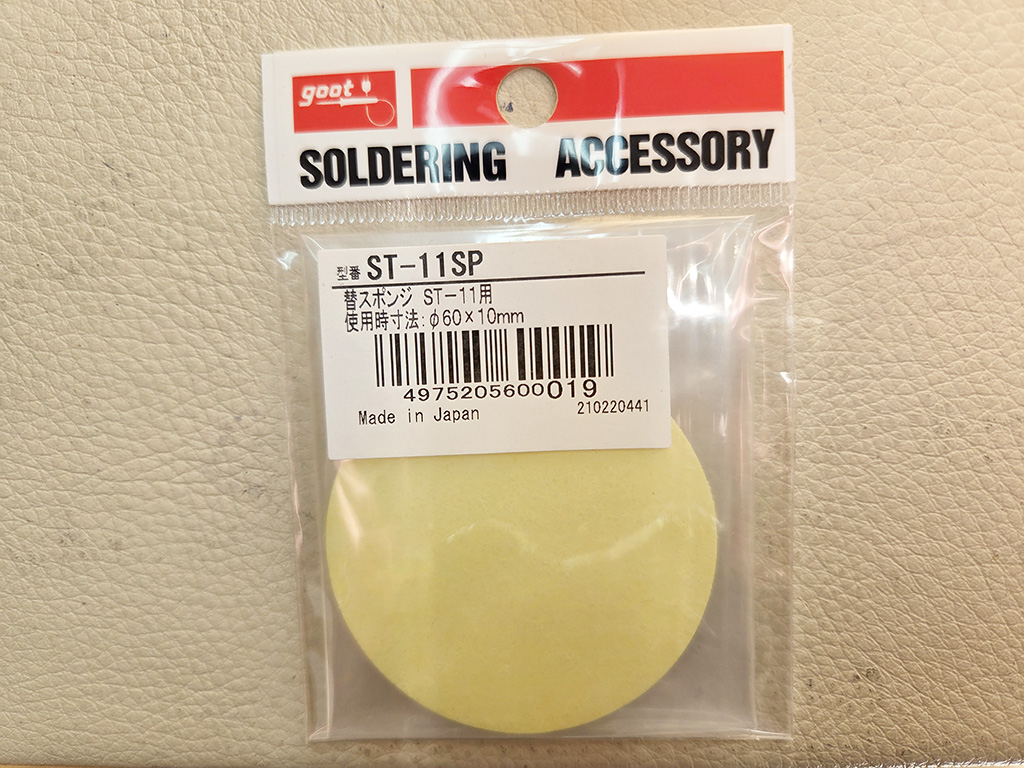 goot
SOLDERING ACCESSORY
型番 ST-11SP
替スポンジ ST-11用
使用時寸法:φ60×10mm
4975205600019
Made in Japan 210220441